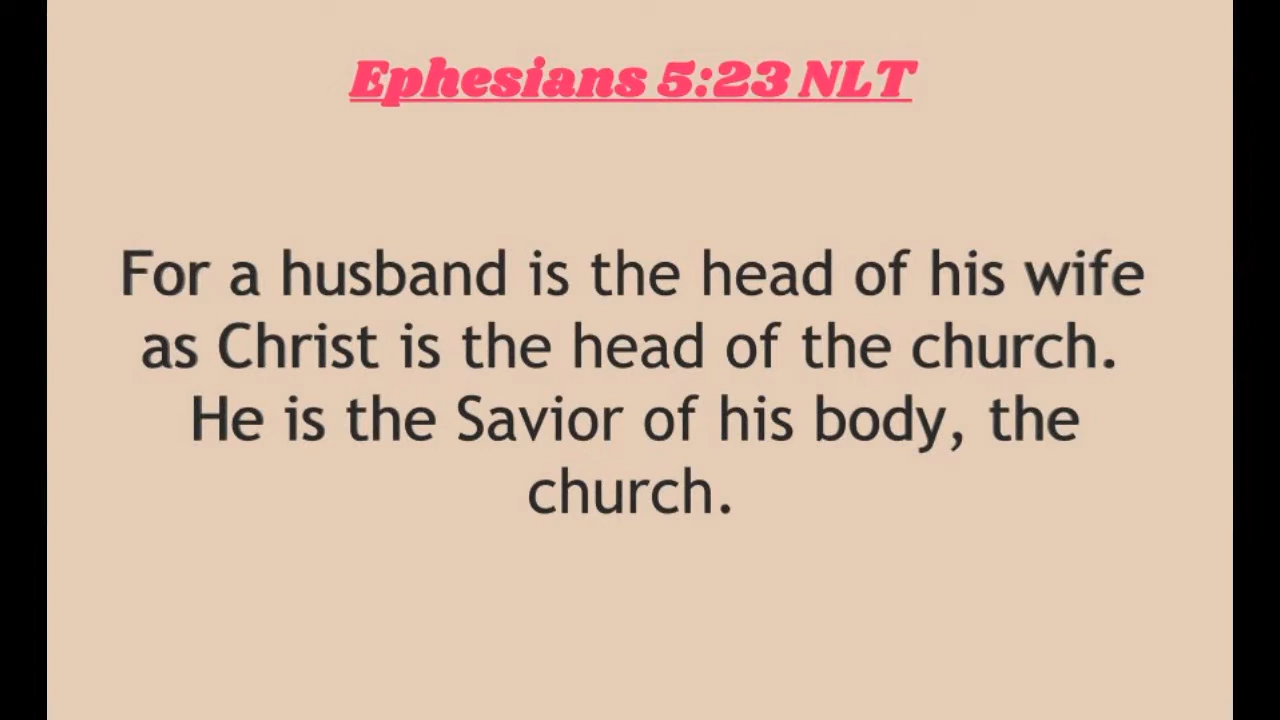 Ephesians 5:23 NLT
For a husband is the head of his wife
as Christ is the head of the church.
He is the Savior of his body, the
church.